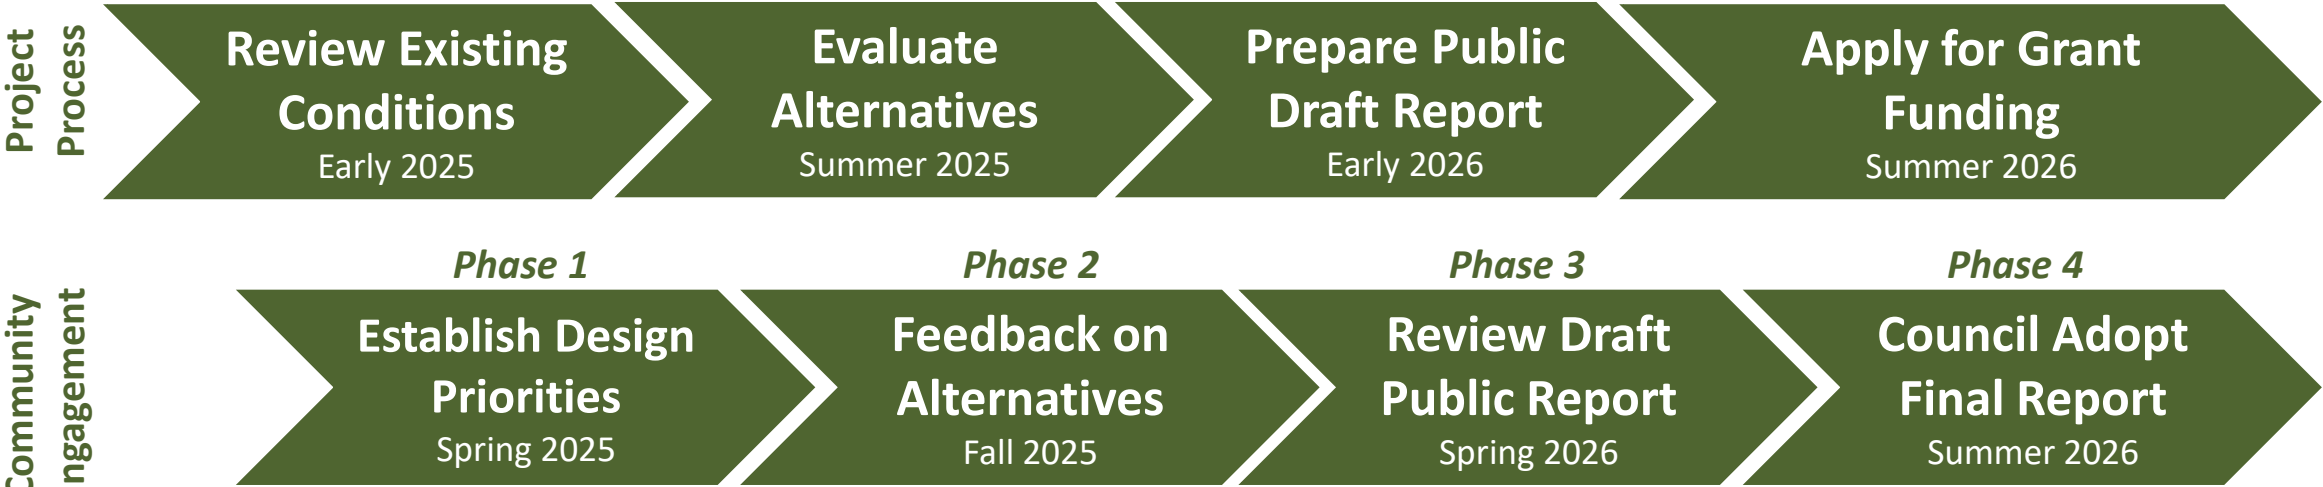 Project
Process
Review Existing
Conditions
Early 2025
Evaluate
Alternatives
Summer 2025
Prepare Public
Draft Report
Early 2026
Apply for Grant
Funding
Summer 2026
Community
ngagement
Phase 1
Establish Design
Priorities
Spring 2025
Phase 2
Feedback on
Alternatives
Fall 2025
Phase 3
Review Draft
Public Report
Spring 2026
Phase 4
Council Adopt
Final Report
Summer 2026